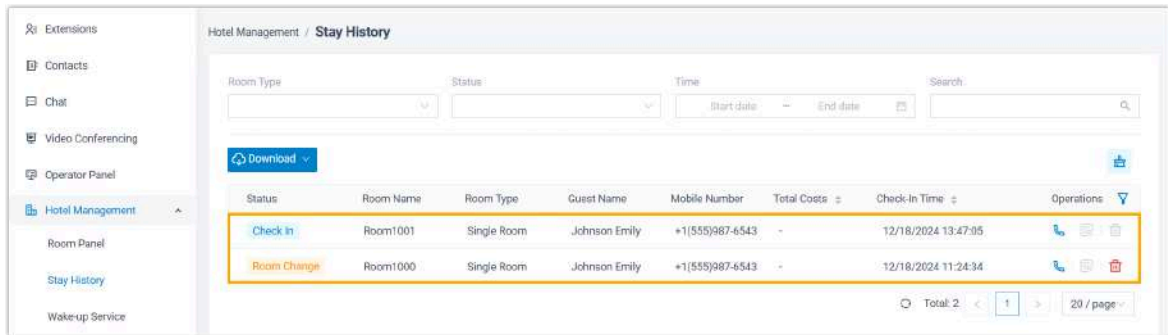 Extensions
Contacts
Chat
Video Conferencing
Operator Panel
Hotel Management
Room Panel
Stay History
Wake-up Service
Hotel Management / Stay History
Room Type Status Time Search
Start date ~ End date
Download
Status Room Name Room Type Guest Name Mobile Number Total Costs Check-In Time Operations
Check In Room1001 Single Room Johnson Emily +1(555)987-6543 - 12/18/2024 13:47:05
Room Change Room1000 Single Room Johnson Emily +1(555)987-6543 - 12/18/2024 11:24:34
Total: 2 < 1 > 20 / page